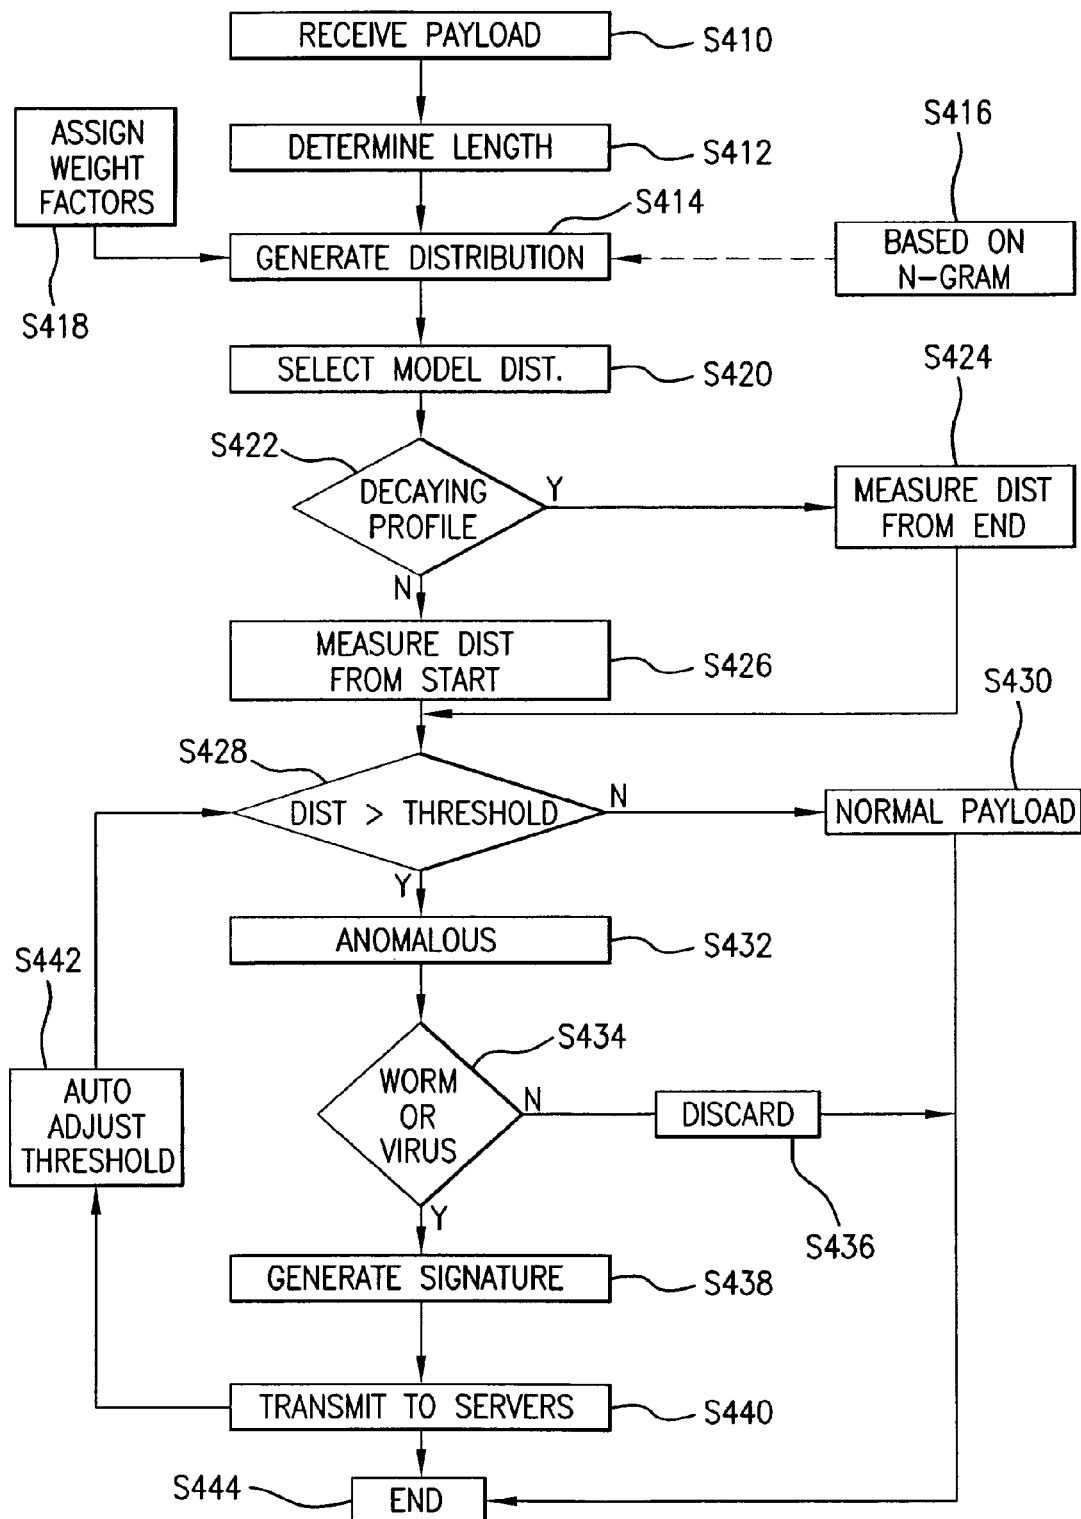 RECEIVE PAYLOAD
S410
ASSIGN
WEIGHT
FACTORS
S418
DETERMINE LENGTH
S412
S416
S414
GENERATE DISTRIBUTION
BASED ON
N-GRAM
SELECT MODEL DIST.
S420
S424
S422
DECAYING
PROFILE
Y
N
MEASURE DIST
FROM END
MEASURE DIST
FROM START
S426
S430
S428
DIST > THRESHOLD
N
Y
NORMAL PAYLOAD
ANOMALOUS
S432
S442
AUTO
ADJUST
THRESHOLD
S434
WORM
OR
VIRUS
N
Y
DISCARD
S436
GENERATE SIGNATURE
S438
TRANSMIT TO SERVERS
S440
S444
END